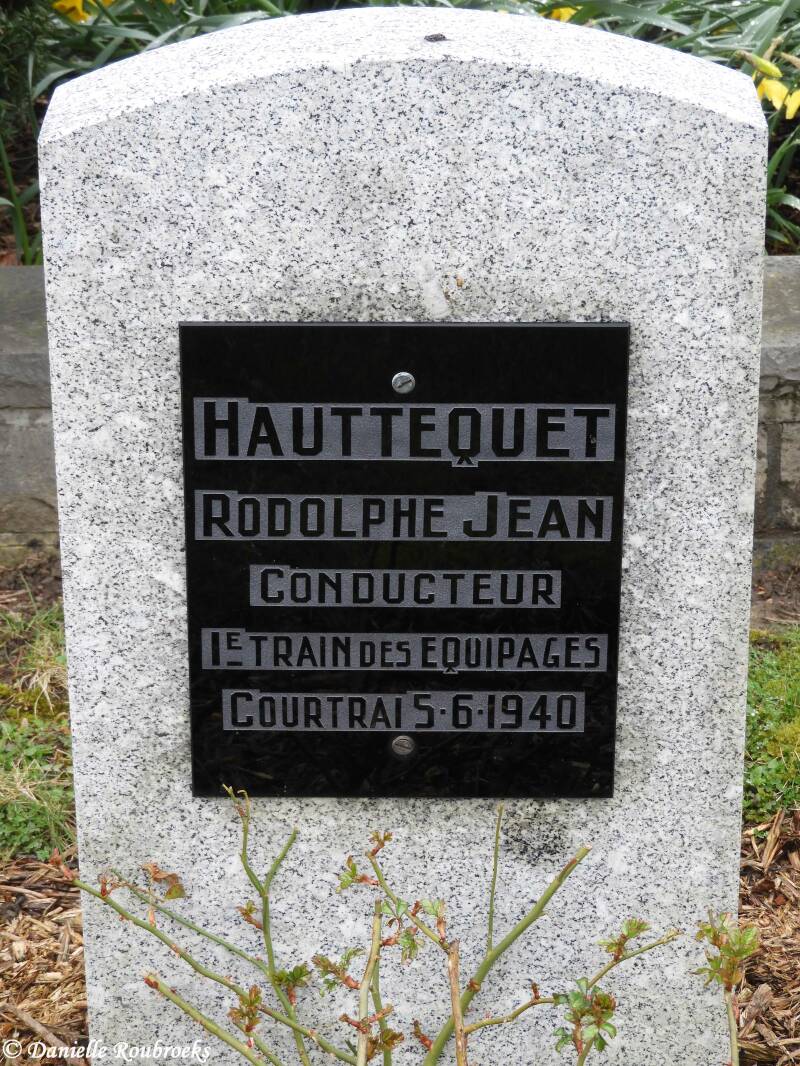 HAUTTEQUET
RODOLPHE JEAN
CONDUCTEUR
1E TRAIN DES EQUIPAGES
COURTRAI 5·6·1940
© Danielle Roubroeks